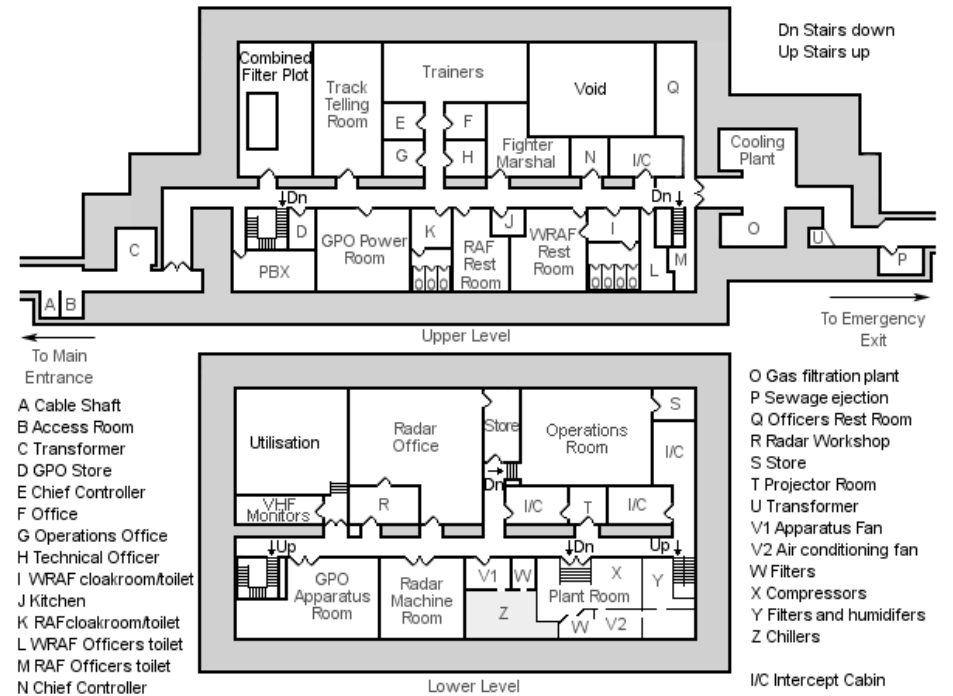 Dn Stairs down
Up Stairs up
Combined
Filter Plot
Track
Telling
Room
Trainers
Void
Q
E
F
G
H
Fighter
Marshal
N
I/C
Cooling
Plant
Dn
Dn
C
D
GPO Power
Room
K
J
RAF
Rest
Room
WRAF
Rest
Room
I
L
M
O
U
P
PBX
A
B
Upper Level
To Main
Entrance
To Emergency
Exit
A Cable Shaft
B Access Room
C Transformer
D GPO Store
E Chief Controller
F Office
G Operations Office
H Technical Officer
I WRAF cloakroom/toilet
J Kitchen
K RAFcloakroom/toilet
L WRAF Officers toilet
M RAF Officers toilet
N Chief Controller
Utilisation
Radar
Office
Store
Operations
Room
S
I/C
Dn
VHF
Monitors
R
I/C
T
I/C
Up
Dn
Up
GPO
Apparatus
Room
Radar
Machine
Room
V1
W
Z
Plant Room
X
Y
W
V2
Lower Level
O Gas filtration plant
P Sewage ejection
Q Officers Rest Room
R Radar Workshop
S Store
T Projector Room
U Transformer
V1 Apparatus Fan
V2 Air conditioning fan
W Filters
X Compressors
Y Filters and humidifers
Z Chillers
I/C Intercept Cabin